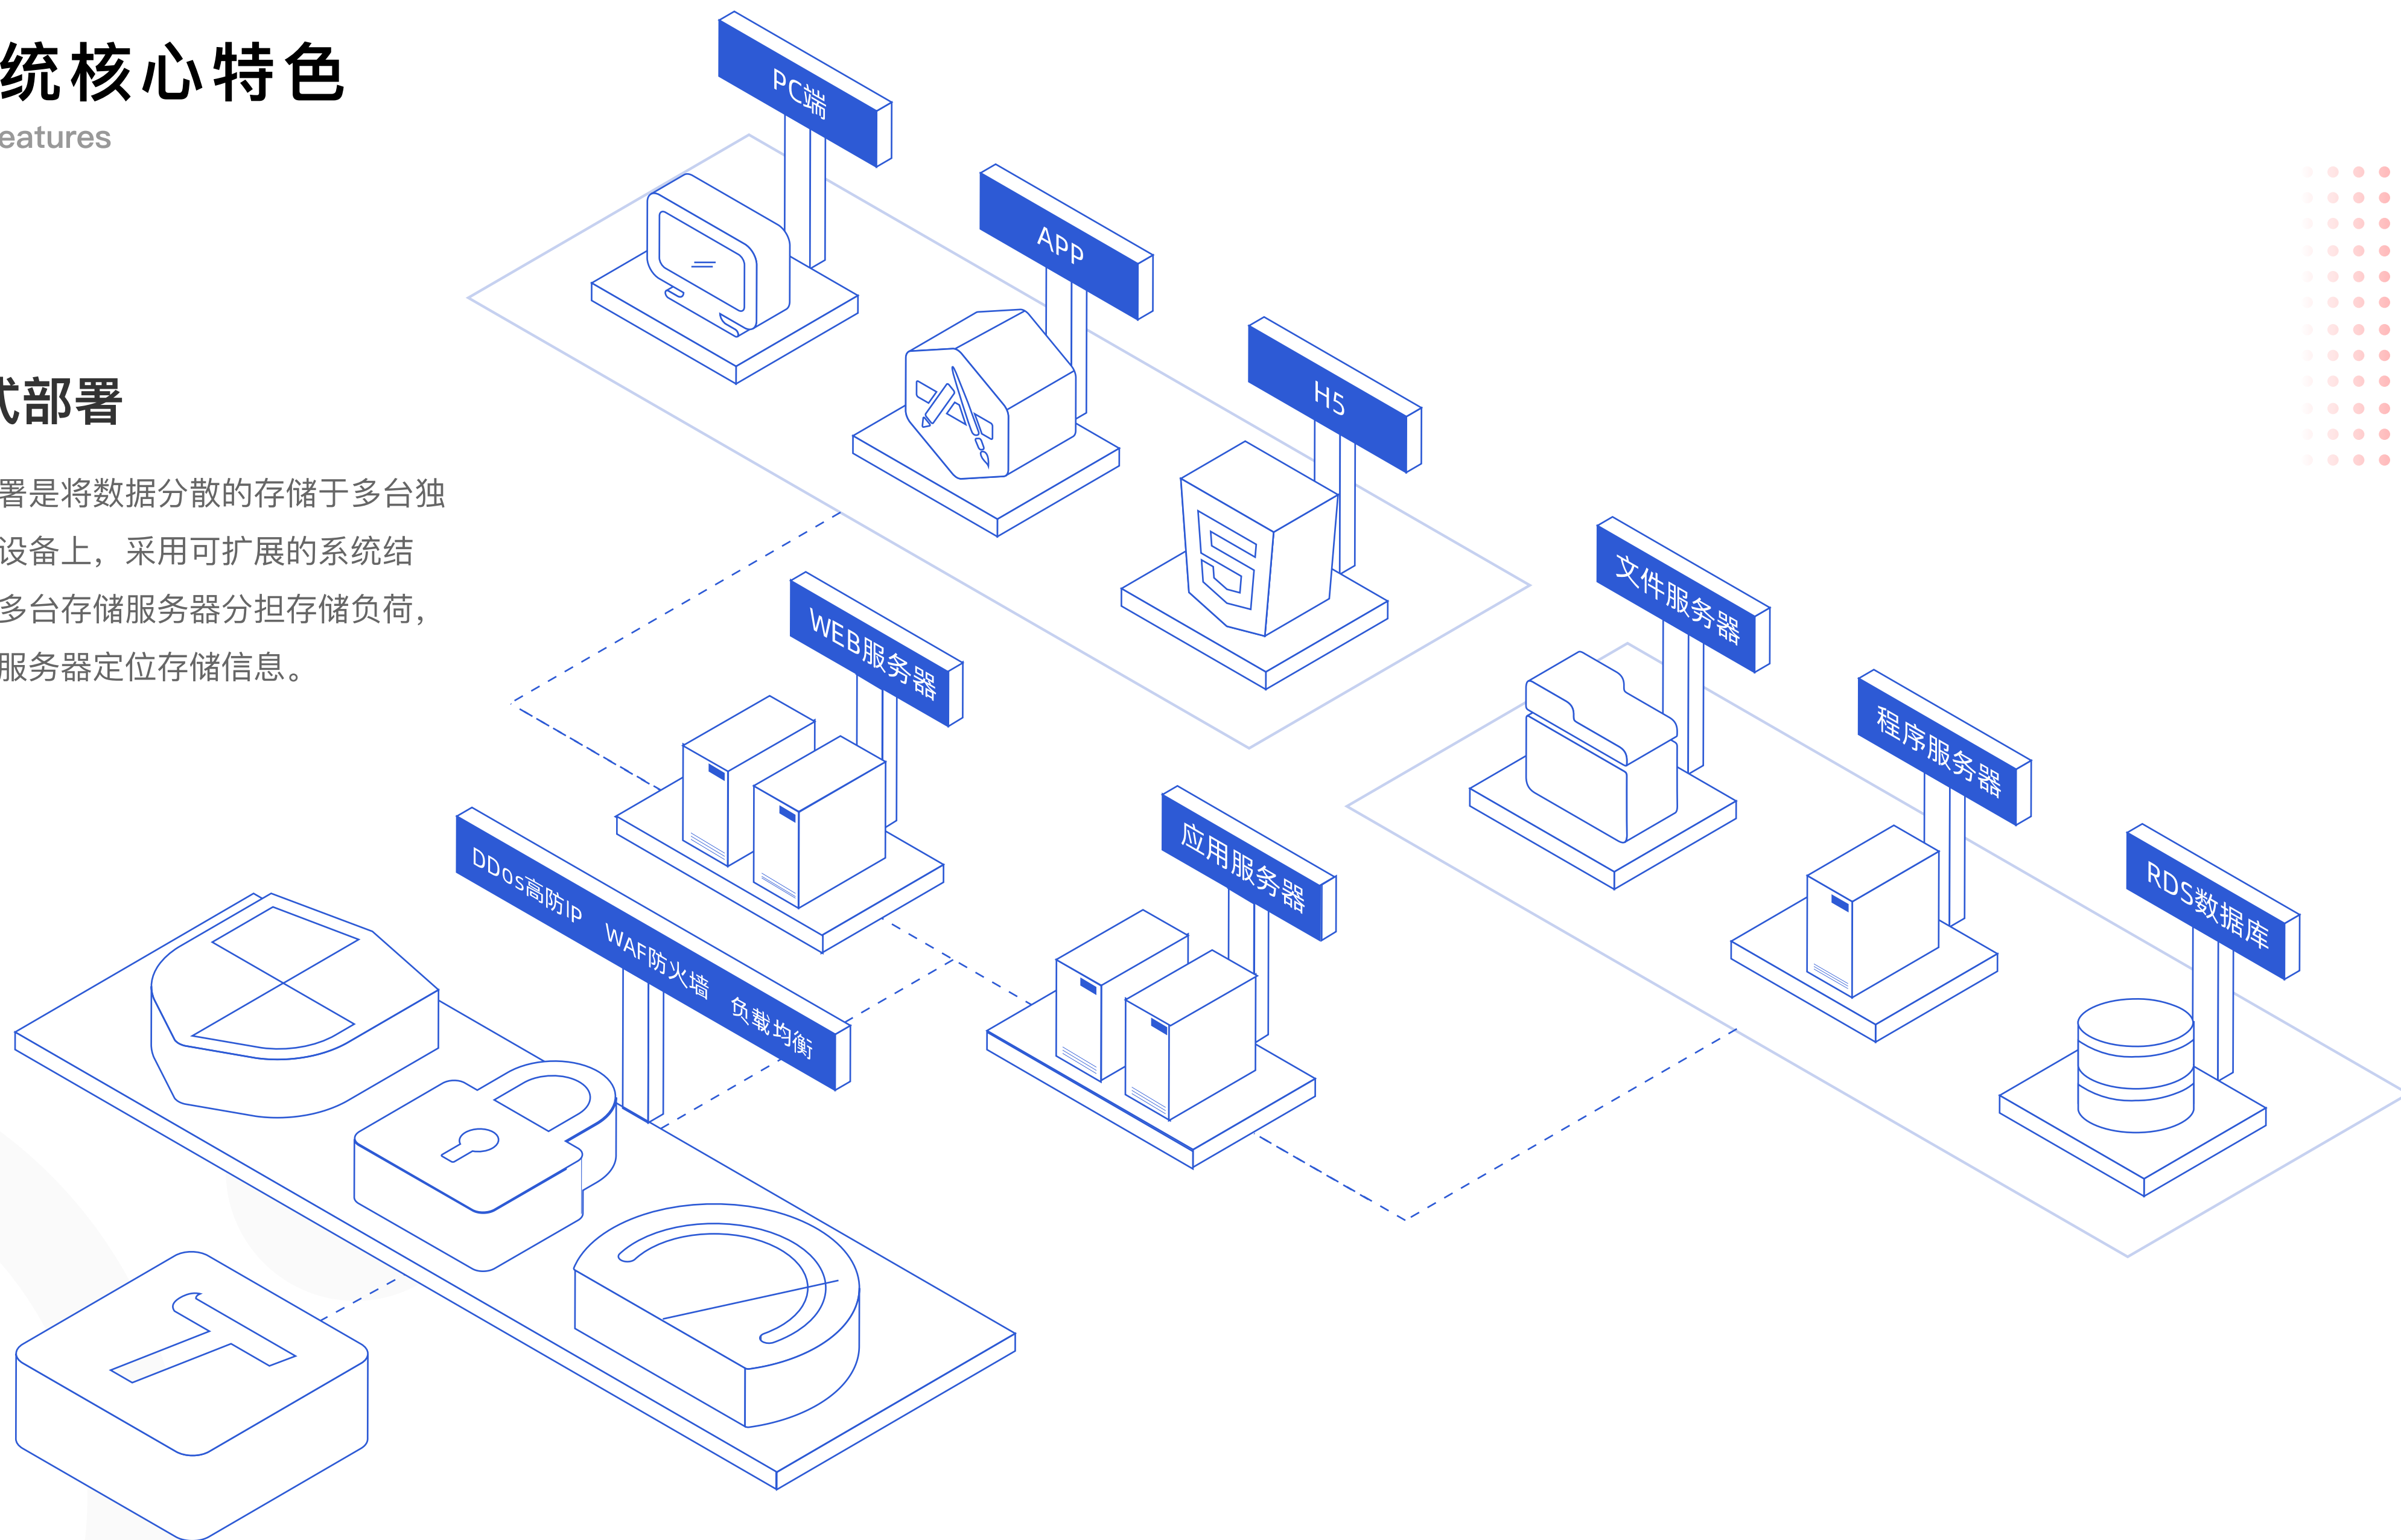 统核心特色
eatures
式部署
署是将数据分散的存储于多台独
设备上，采用可扩展的系统结
多台存储服务器分担存储负荷，
服务器定位存储信息。
PC端
APP
H5
WEB服务器
文件服务器
程序服务器
RDS数据库
应用服务器
DDos高防IP WAF防火墙 负载均衡